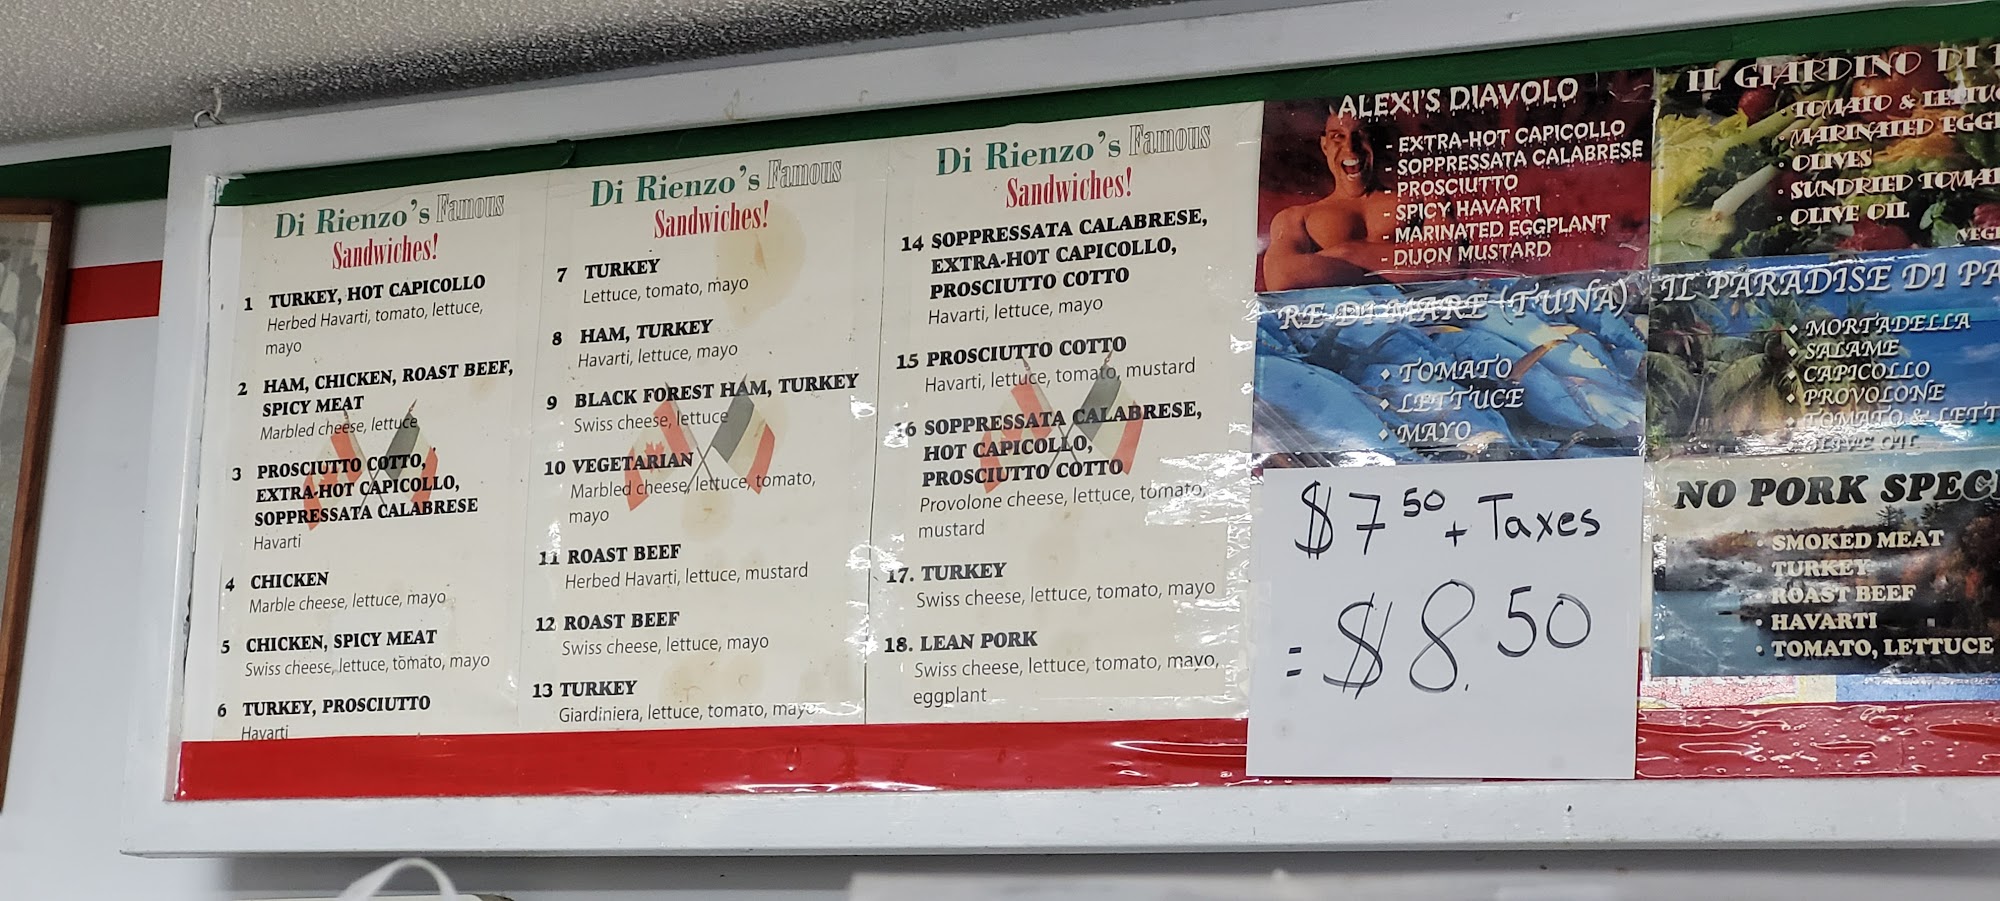 Di Rienzo's Famous
Sandwiches!
1 TURKEY, HOT CAPICOLLO
Herbed Havarti, tomato, lettuce,
mayo
2 HAM, CHICKEN, ROAST BEEF,
SPICY MEAT
Marbled cheese, lettuce
3 PROSCIUTTO COTTO,
EXTRA-HOT CAPICOLLO,
SOPPRESSATA CALABRESE
Havarti
4 CHICKEN
Marble cheese, lettuce, mayo
5 CHICKEN, SPICY MEAT
Swiss cheese, lettuce, tomato, mayo
6 TURKEY, PROSCIUTTO
Havarti
Di Rienzo's Famous
Sandwiches!
7 TURKEY
Lettuce, tomato, mayo
8 HAM, TURKEY
Havarti, lettuce, mayo
9 BLACK FOREST HAM, TURKEY
Swiss cheese, lettuce
10 VEGETARIAN
Marbled cheese, lettuce, tomato,
mayo
11 ROAST BEEF
Herbed Havarti, lettuce, mustard
12 ROAST BEEF
Swiss cheese, lettuce, mayo
13 TURKEY
Giardiniera, lettuce, tomato, mayo
Di Rienzo's Famous
Sandwiches!
14 SOPPRESSATA CALABRESE,
EXTRA-HOT CAPICOLLO,
PROSCIUTTO COTTO
Havarti, lettuce, mayo
15 PROSCIUTTO COTTO
Havarti, lettuce, tomato, mustard
16 SOPPRESSATA CALABRESE,
HOT CAPICOLLO,
PROSCIUTTO COTTO
Provolone cheese, lettuce, tomato,
mustard
17. TURKEY
Swiss cheese, lettuce, tomato, mayo
18. LEAN PORK
Swiss cheese, lettuce, tomato, mayo,
eggplant
ALEXI'S DIAVOLO
- EXTRA-HOT CAPICOLLO
- SOPPRESSATA CALABRESE
- PROSCIUTTO
- SPICY HAVARTI
- MARINATED EGGPLANT
- DIJON MUSTARD
RE DI MARE (TUNA)
TOMATO
LETTUCE
MAYO
$7 50 + Taxes
= $8.50
IL GIARDINO DI
TOMATO &
MARINATED
OLIVES
SUNDRIED
OLIVE OIL
IL PARADISE DI
MORTADELLA
SALAME
CAPICOLLO
PROVOLONE
TOMATO &
OLIVE OIL
NO PORK
SMOKED MEAT
TURKEY
ROAST BEEF
HAVARTI
TOMATO, LETTUCE